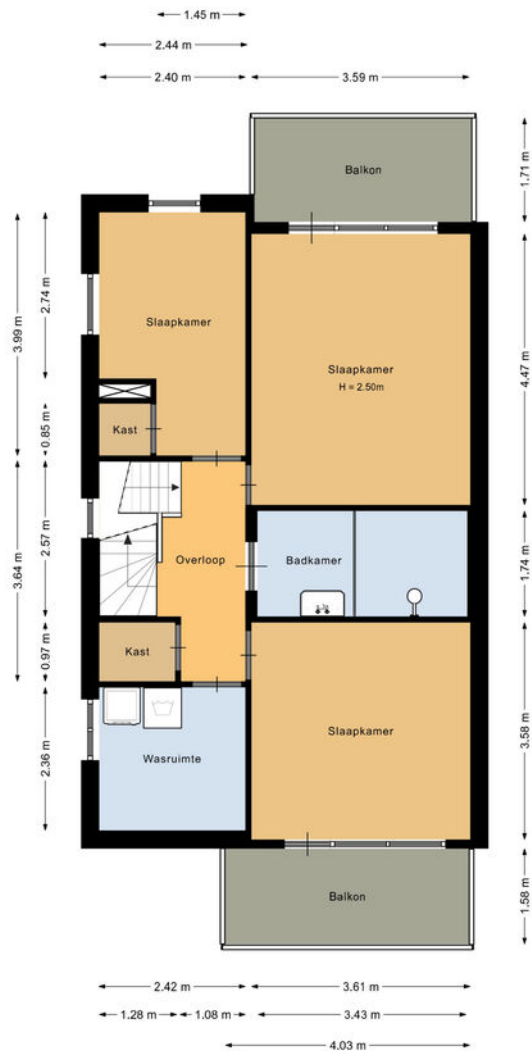 1.45 m
2.44 m
2.40 m 3.59 m
Balkon
1.71 m
2.74 m
3.99 m
Slaapkamer
Slaapkamer
H = 2.50m
4.47 m
Kast
0.85 m
2.57 m
3.64 m
Overloop
Badkamer
1.74 m
Kast
0.97 m
Slaapkamer
3.58 m
Wasruimte
2.36 m
Balkon
1.58 m
2.42 m 3.61 m
1.28 m 1.08 m 3.43 m
4.03 m